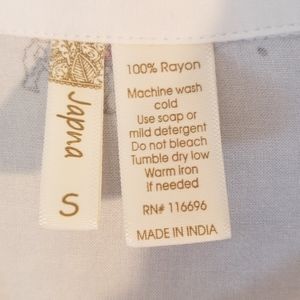 Japna
S
100% Rayon
Machine wash
cold
Use soap or
mild detergent
Do not bleach
Tumble dry low
Warm iron
If needed
RN# 116696
MADE IN INDIA